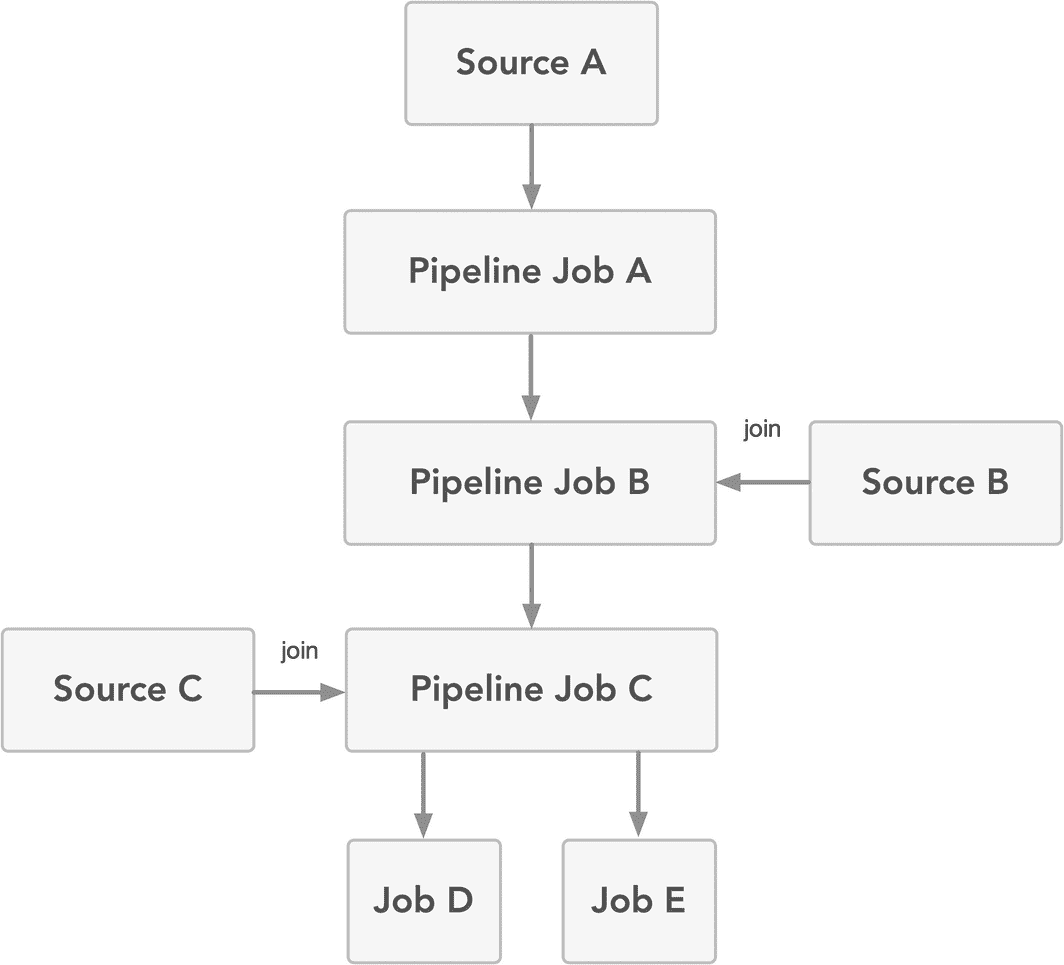 Source A
Pipeline Job A
join
Pipeline Job B
Source B
join
Source C
Pipeline Job C
Job D
Job E